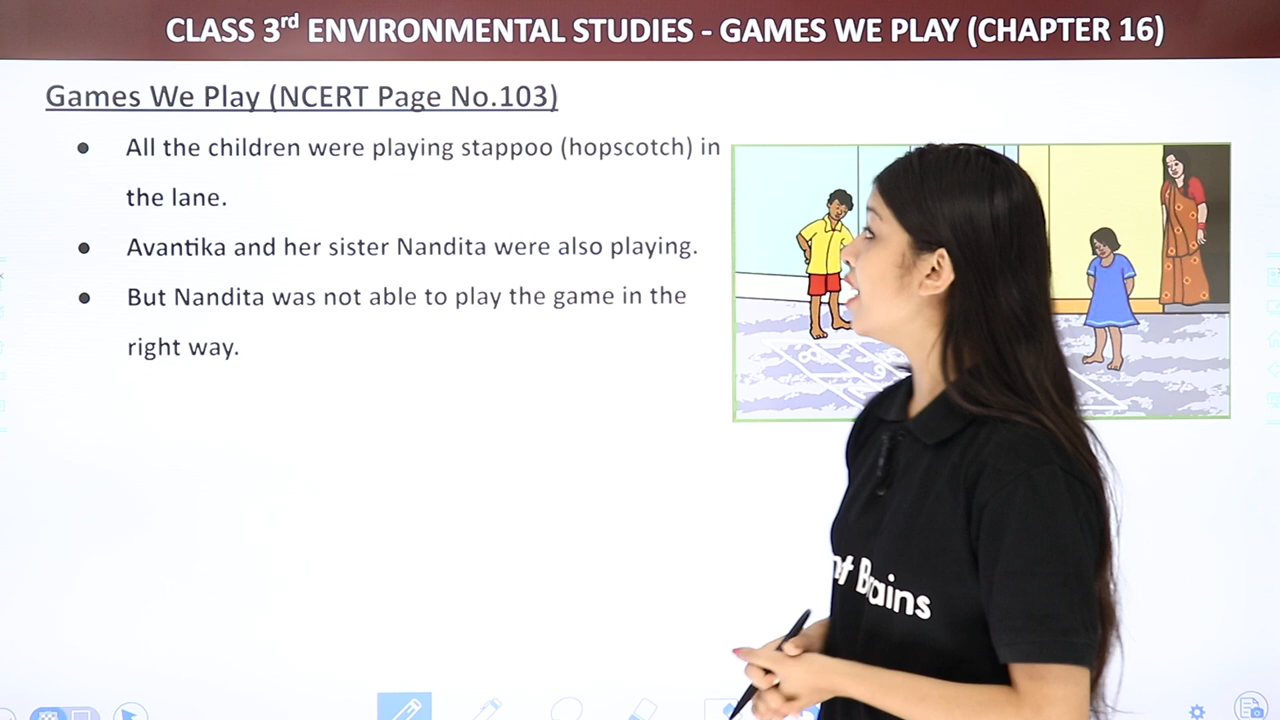 CLASS 3rd ENVIRONMENTAL STUDIES - GAMES WE PLAY (CHAPTER 16)
Games We Play (NCERT Page No.103)
● All the children were playing stappoo (hopscotch) in
the lane.
● Avantika and her sister Nandita were also playing.
● But Nandita was not able to play the game in the
right way.
8
6
Brains